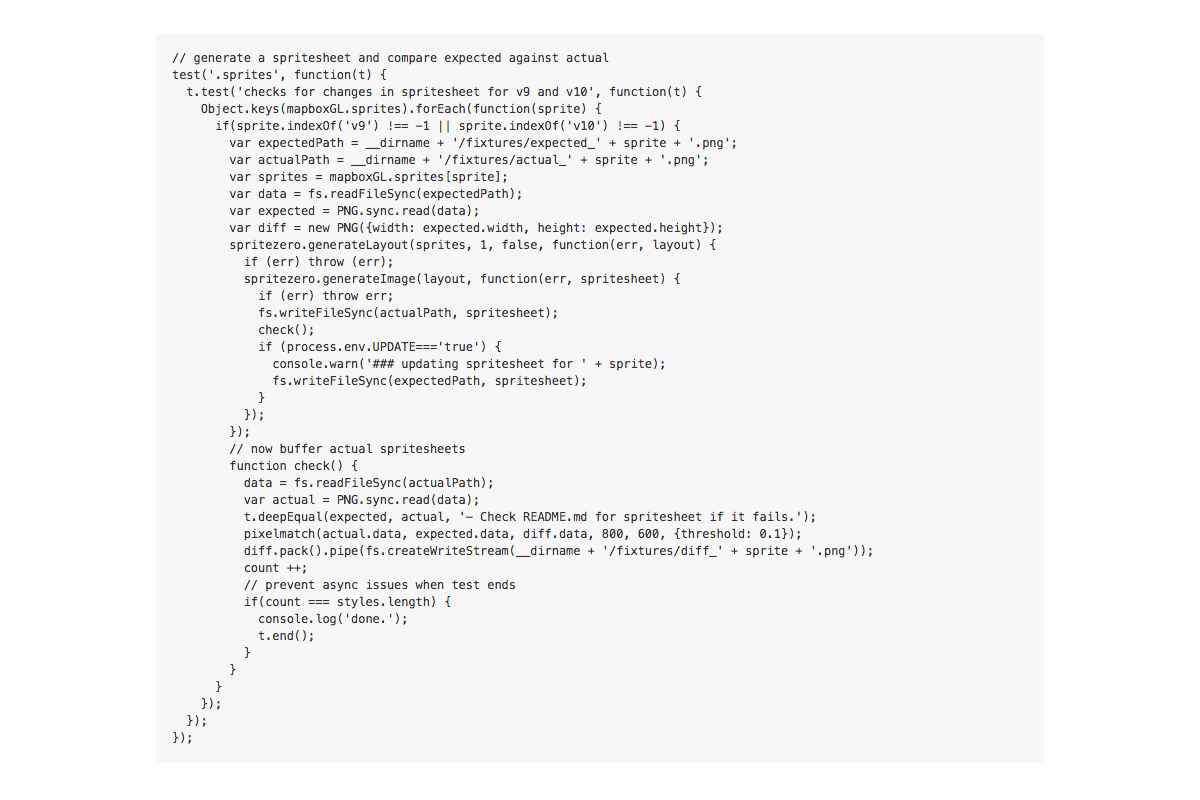 // generate a spritesheet and compare expected against actual
test('.sprites', function(t) {
  t.test('checks for changes in spritesheet for v9 and v10', function(t) {
    Object.keys(mapboxGL.sprites).forEach(function(sprite) {
      if(sprite.indexOf('v9') !== -1 || sprite.indexOf('v10') !== -1) {
        var expectedPath = __dirname + '/fixtures/expected_' + sprite + '.png';
        var actualPath = __dirname + '/fixtures/actual_' + sprite + '.png';
        var sprites = mapboxGL.sprites[sprite];
        var data = fs.readFileSync(expectedPath);
        var expected = PNG.sync.read(data);
        var diff = new PNG({width: expected.width, height: expected.height});
        spritezero.generateLayout(sprites, 1, false, function(err, layout) {
          if (err) throw (err);
          spritezero.generateImage(layout, function(err, spritesheet) {
            if (err) throw err;
            fs.writeFileSync(actualPath, spritesheet);
            check();
            if (process.env.UPDATE==='true') {
              console.warn('### updating spritesheet for ' + sprite);
              fs.writeFileSync(expectedPath, spritesheet);
            }
          });
        });
        // now buffer actual spritesheets
        function check() {
          data = fs.readFileSync(actualPath);
          var actual = PNG.sync.read(data);
          t.deepEqual(expected, actual, '- Check README.md for spritesheet if it fails.');
          pixelmatch(actual.data, expected.data, diff.data, 800, 600, {threshold: 0.1});
          diff.pack().pipe(fs.createWriteStream(__dirname + '/fixtures/diff_' + sprite + '.png'));
          count ++;
          // prevent async issues when test ends
          if(count === styles.length) {
            console.log('done.');
            t.end();
          }
        }
      }
    });
  });
});